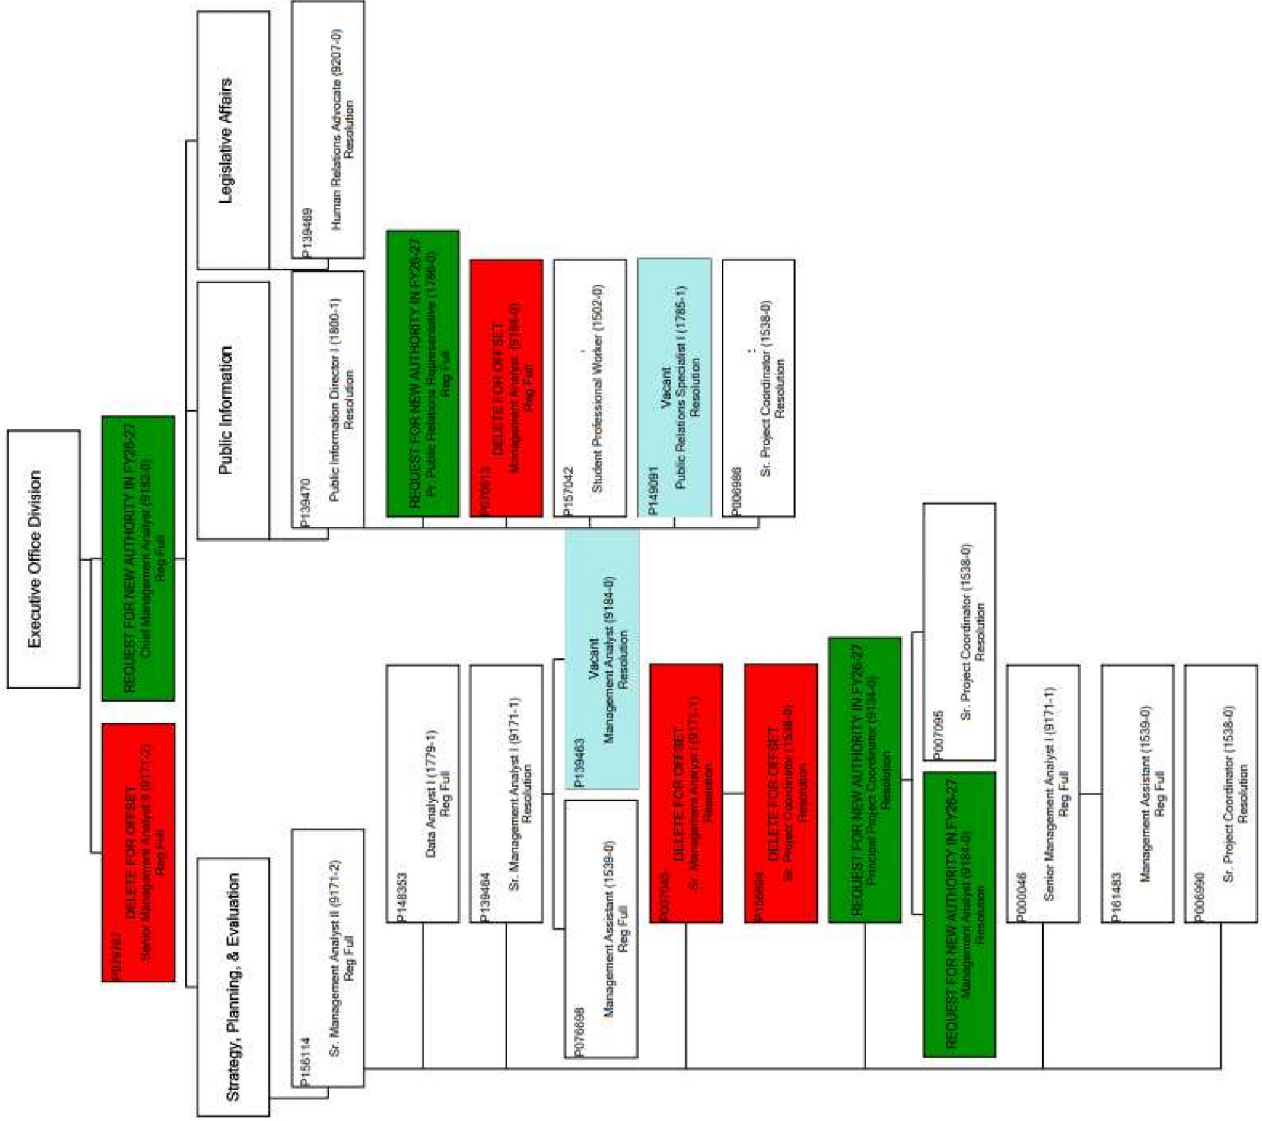 Executive Office Division
P079787
DELETE FOR OFFSET
Senior Management Analyst II (9171-2)
Reg Full
REQUEST FOR NEW AUTHORITY IN FY26-27
Chief Management Analyst (9182-0)
Reg Full
Strategy, Planning, & Evaluation
Public Information
Legislative Affairs
P156114
Sr. Management Analyst II (9171-2)
Reg Full
P148353
Data Analyst I (1779-1)
Reg Full
P139464
Sr. Management Analyst I (9171-1)
Resolution
P076698
Management Assistant (1539-0)
Reg Full
P139463
Vacant
Management Analyst (9184-0)
Resolution
DELETE FOR OFFSET
Sr. Management Analyst I (9171-1)
Resolution
DELETE FOR OFFSET
Sr. Project Coordinator (1538-0)
Resolution
REQUEST FOR NEW AUTHORITY IN FY26-27
Principal Project Coordinator (9134-0)
Resolution
REQUEST FOR NEW AUTHORITY IN FY26-27
Management Analyst (9184-0)
Resolution
P007095
Sr. Project Coordinator (1538-0)
Resolution
P000046
Senior Management Analyst I (9171-1)
Reg Full
P161483
Management Assistant (1539-0)
Reg Full
P006990
Sr. Project Coordinator (1538-0)
Resolution
P139470
Public Information Director I (1800-1)
Resolution
REQUEST FOR NEW AUTHORITY IN FY26-27
Pr. Public Relations Representative (1786-0)
Reg Full
P070613
DELETE FOR OFFSET
Management Analyst (9184-0)
Reg Full
P157042
Student Professional Worker (1502-0)
P149091
Vacant
Public Relations Specialist I (1785-1)
Resolution
P006986
Sr. Project Coordinator (1538-0)
Resolution
P139469
Human Relations Advocate (9207-0)
Resolution